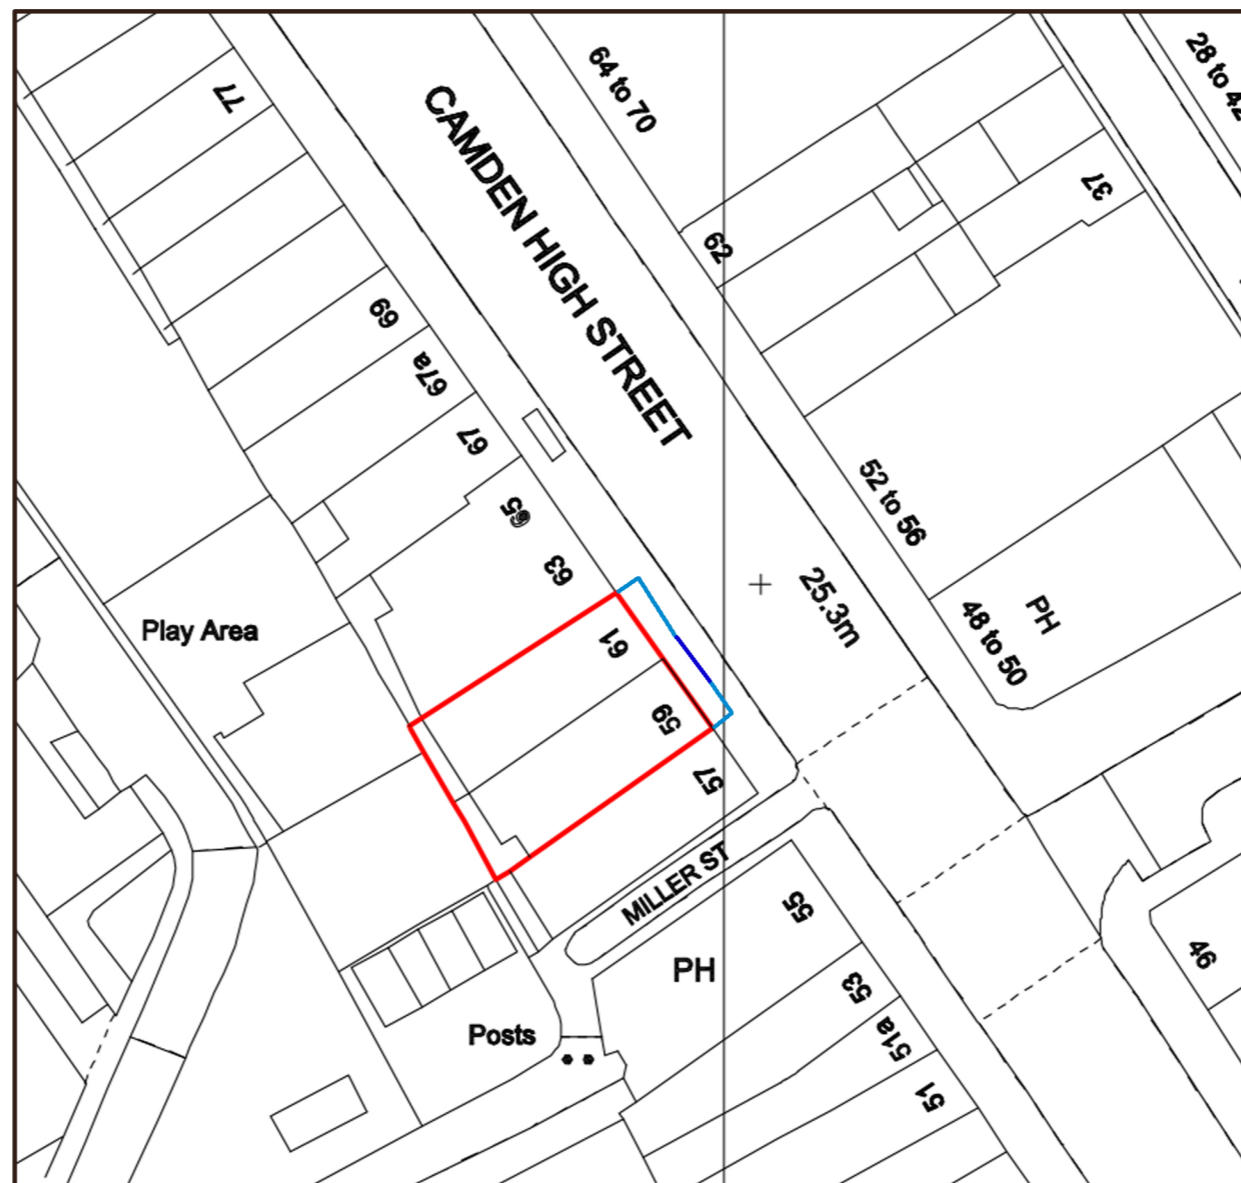 28 to 42
64 to 70
77
CAMDEN HIGH STREET
37
62
69
67a
67
65
52 to 56
63
25.3m
PH
48 to 50
Play Area
61
59
57
MILLER ST
55
46
PH
53
Posts
51a
51